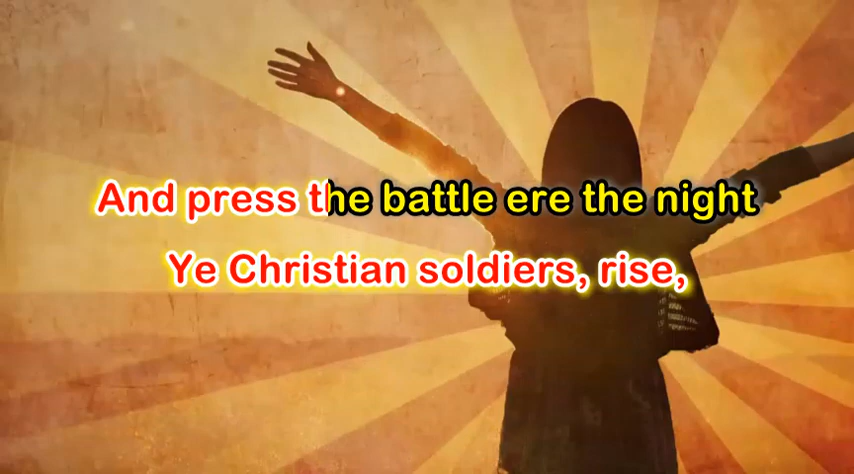 And press the battle ere the night
Ye Christian soldiers, rise,